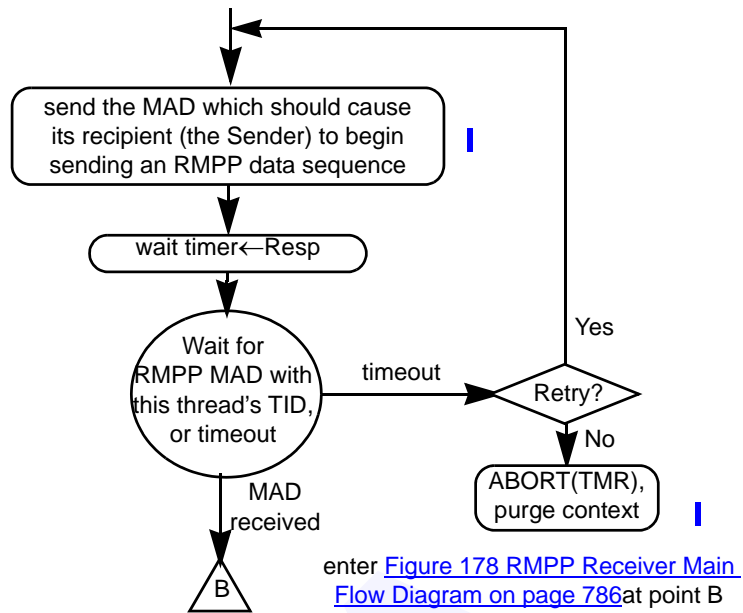 send the MAD which should cause
its recipient (the Sender) to begin
sending an RMPP data sequence
wait timer←Resp
Wait for
RMPP MAD with
this thread's TID,
or timeout
timeout
Yes
Retry?
No
ABORT(TMR),
purge context
MAD
received
B
enter Figure 178 RMPP Receiver Main
Flow Diagram on page 786at point B